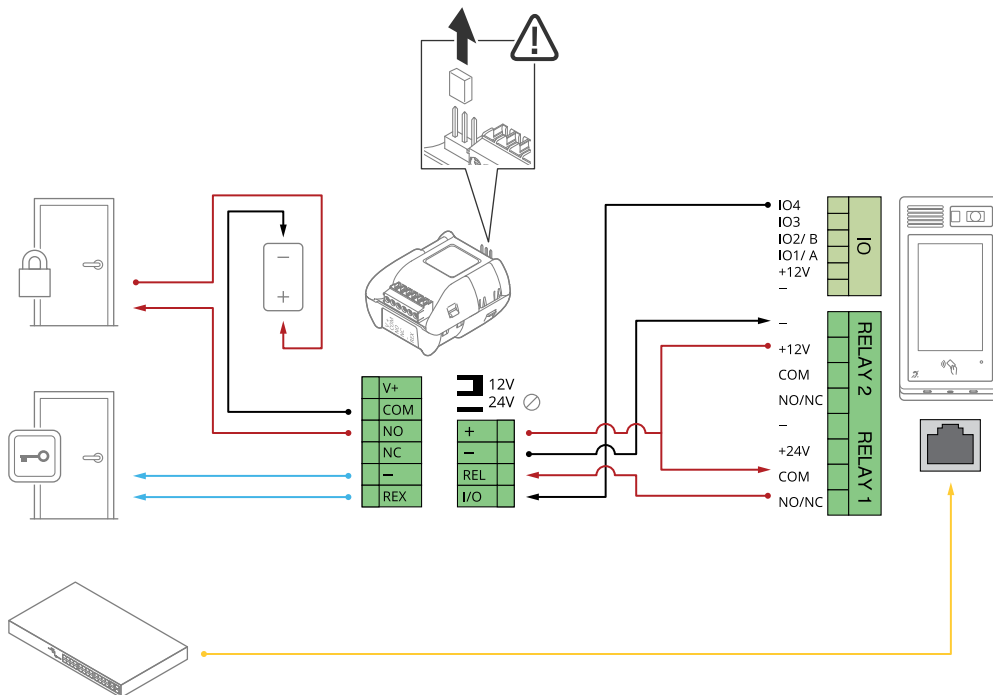 IO4
IO3
IO2/ B
IO1/ A
+12V
–
IO
–
+
–
+12V
COM
NO/NC
–
+24V
COM
NO/NC
RELAY 2
RELAY 1
V+
COM
NO
NC
–
REX
12V
24V
+
–
REL
I/O